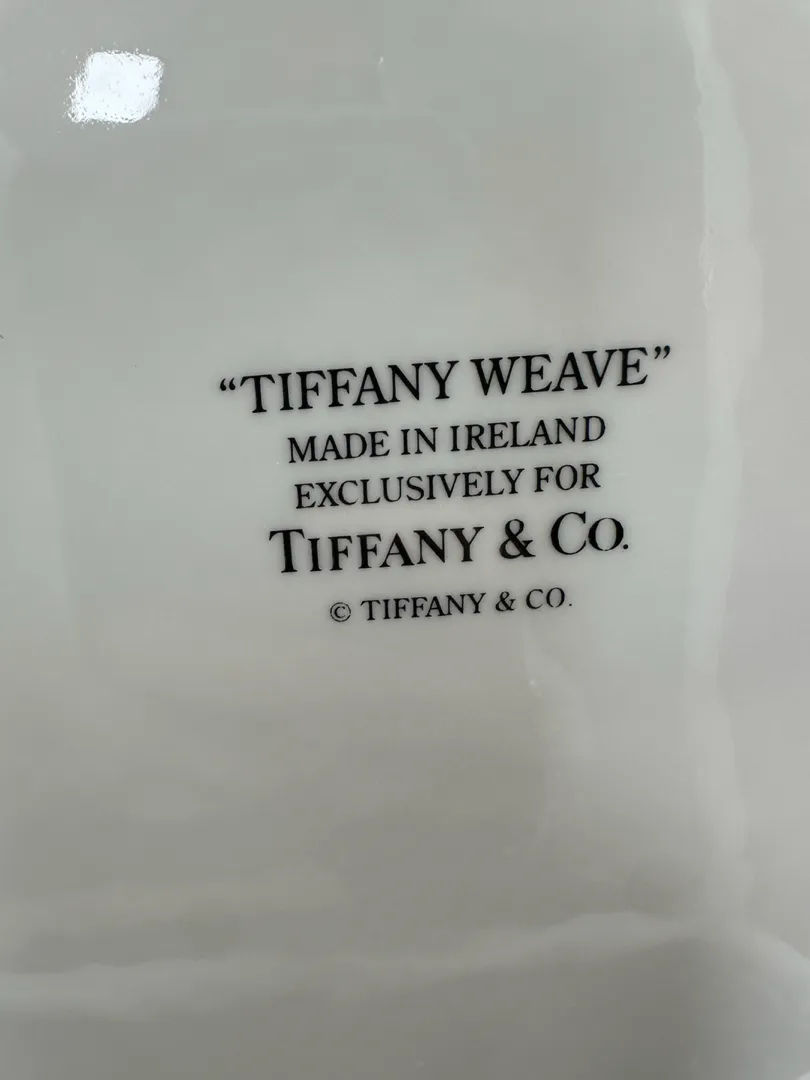 “TIFFANY WEAVE”
MADE IN IRELAND
EXCLUSIVELY FOR
TIFFANY & CO.
© TIFFANY & CO.